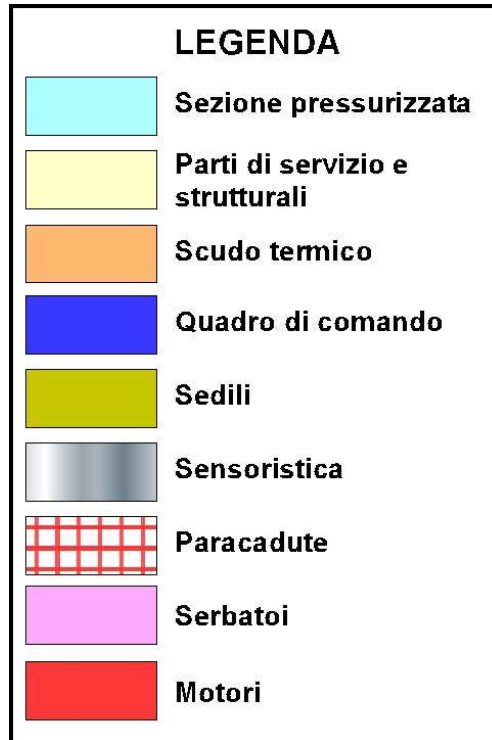 LEGENDA
Sezione pressurizzata
Parti di servizio e
strutturali
Scudo termico
Quadro di comando
Sedili
Sensoristica
Paracadute
Serbatoi
Motori